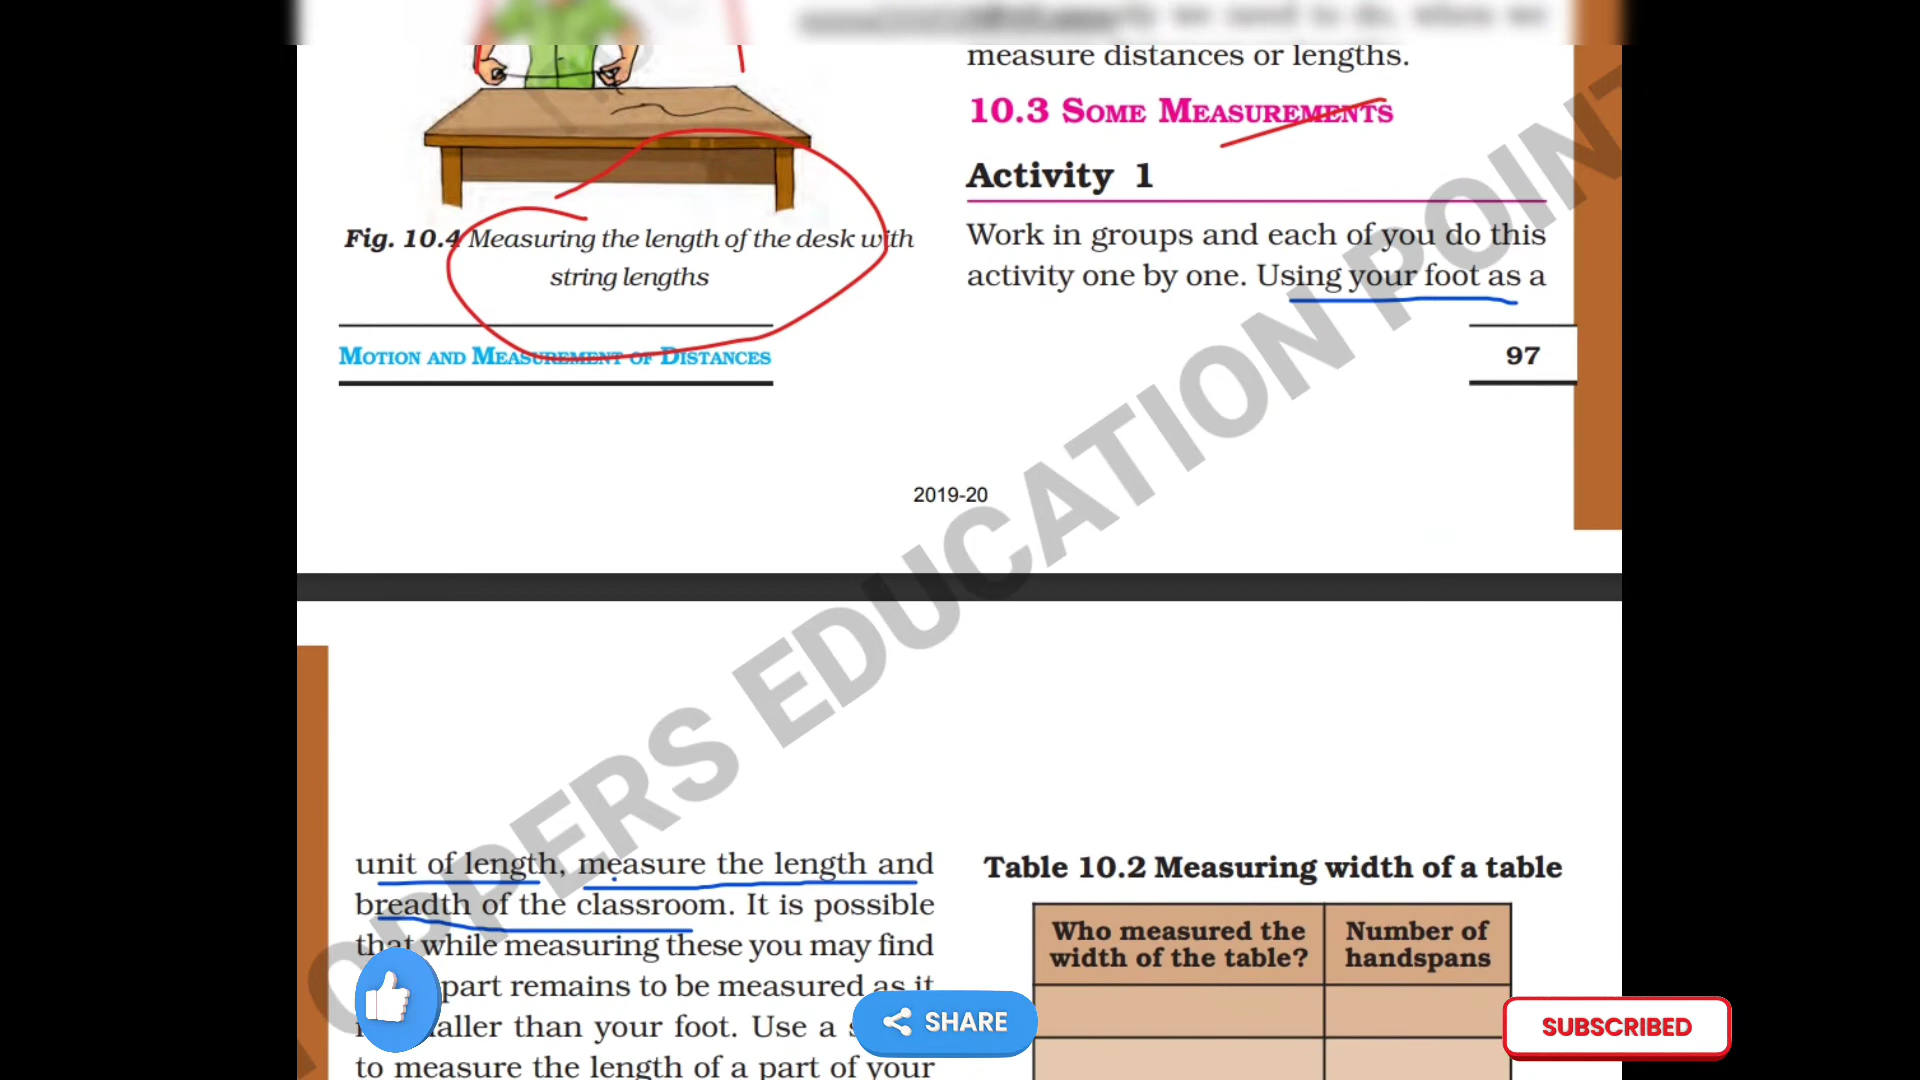 measure distances or lengths.
10.3 SOME MEASUREMENTS
Activity 1
Work in groups and each of you do this
activity one by one. Using your foot as a
Fig. 10.4 Measuring the length of the desk with
string lengths
MOTION AND MEASUREMENT OF DISTANCES
97
2019-20
OPPERS EDUCATION POINT
unit of length, measure the length and
breadth of the classroom. It is possible
that while measuring these you may find
part remains to be measured as it
than your foot. Use a
to measure the length of a part of your
Table 10.2 Measuring width of a table
Who measured the
width of the table?
Number of
handspans
SHARE
SUBSCRIBED